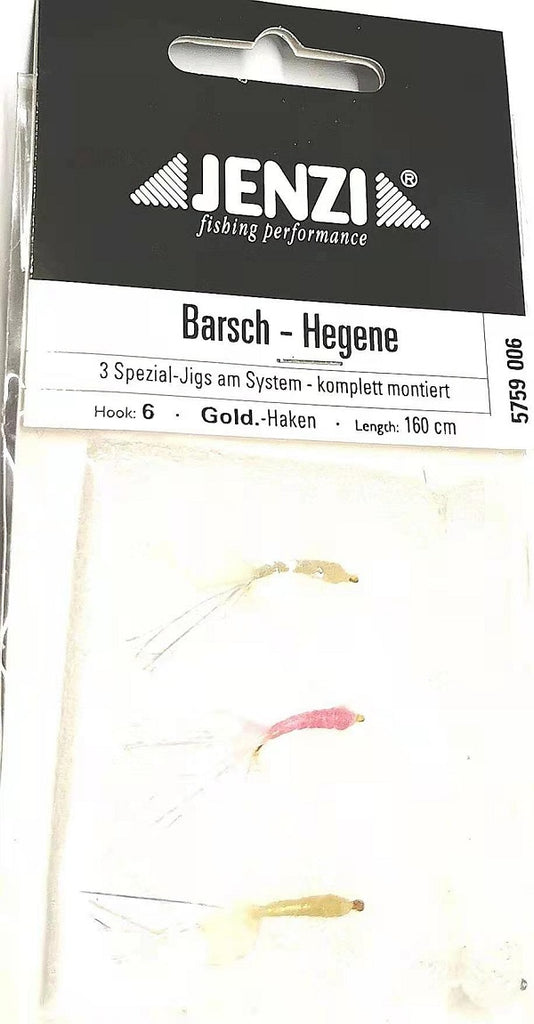 JENZI®
fishing performance
Barsch - Hegene
3 Spezial-Jigs am System - komplett montiert
Hook: 6 · Gold.-Haken · Length: 160 cm
5759 006